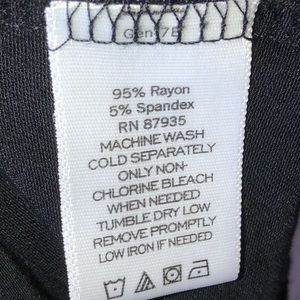 95% Rayon
5% Spandex
RN 87935
MACHINE WASH
COLD SEPARATELY
ONLY NON-
CHLORINE BLEACH
WHEN NEEDED
TUMBLE DRY LOW
REMOVE PROMPTLY
LOW IRON IF NEEDED